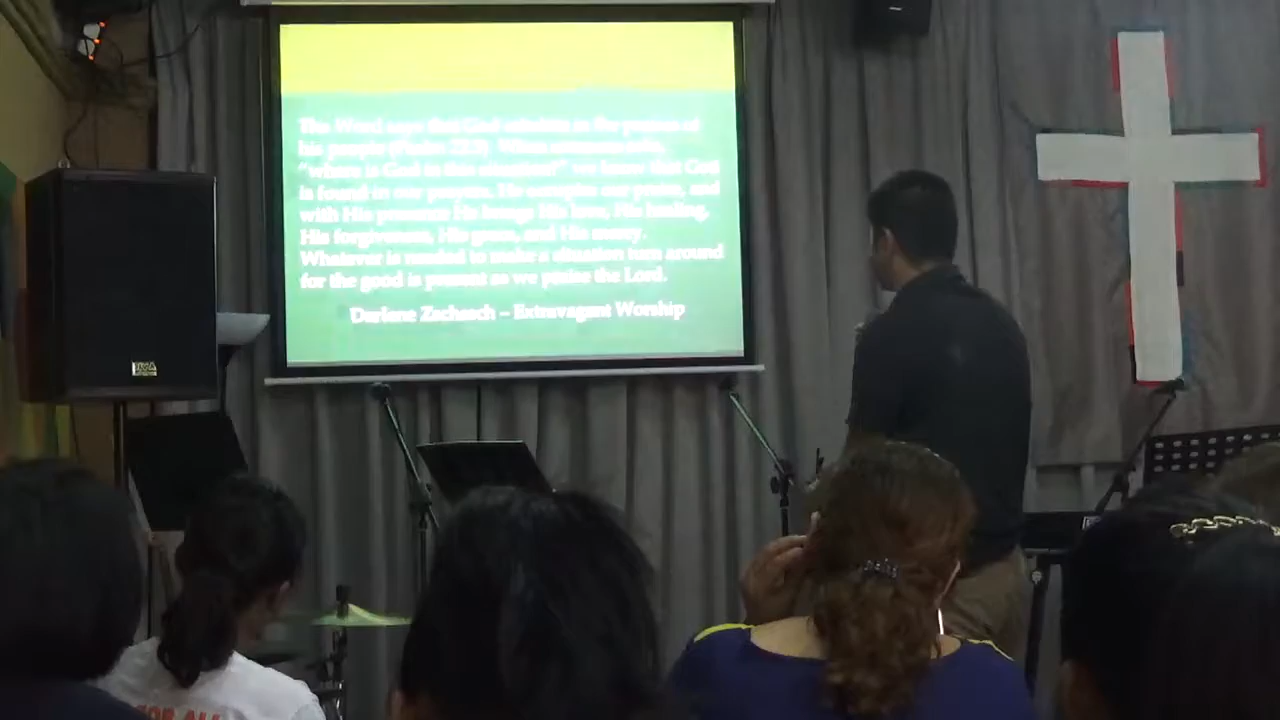 The Word says that God inhabits the praises of
his people (Psalm 22:3). When someone asks,
"where is God in this situation?" we know that God
is found in our praises. He occupies our praise, and
with His presence He brings His love, His healing,
His forgiveness, His grace, and His mercy.
Whatever is needed to make a situation turn around
for the good is present as we praise the Lord.
Darlene Zschech – Extravagant Worship
FOR ALL